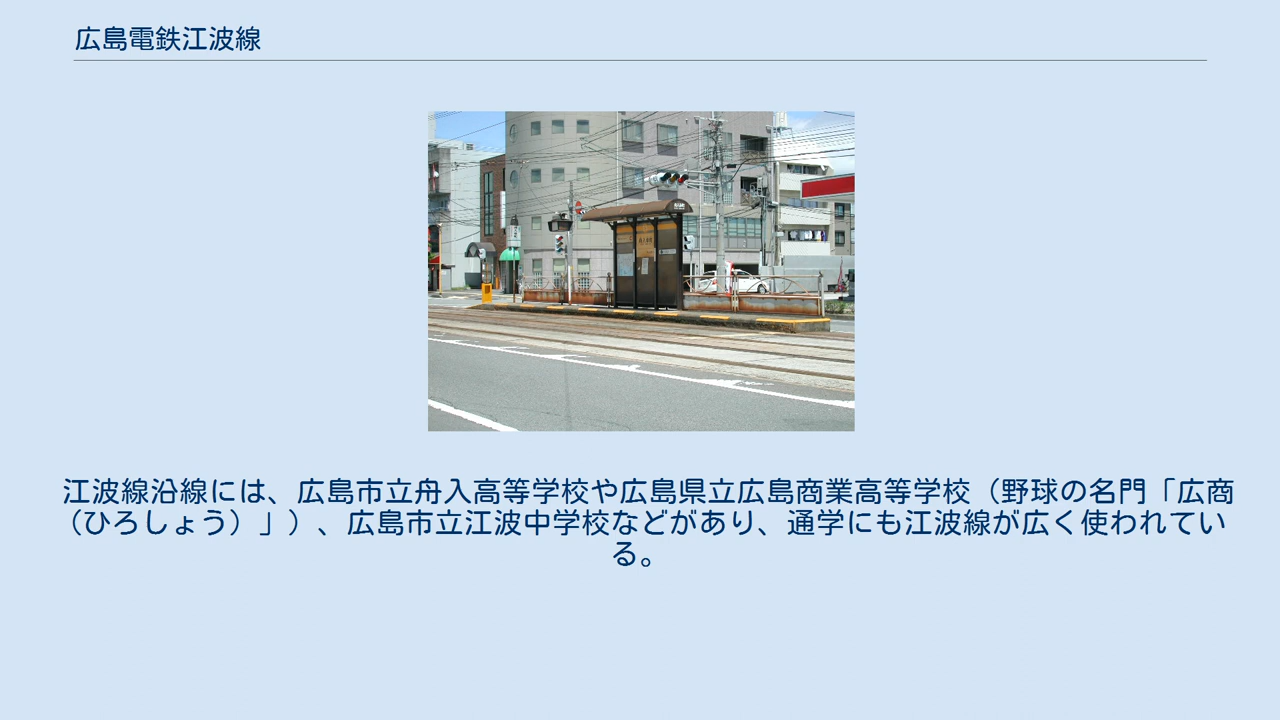 広島電鉄江波線
江波線沿線には、広島市立舟入高等学校や広島県立広島商業高等学校（野球の名門「広商
（ひろしょう）」）、広島市立江波中学校などがあり、通学にも江波線が広く使われてい
る。